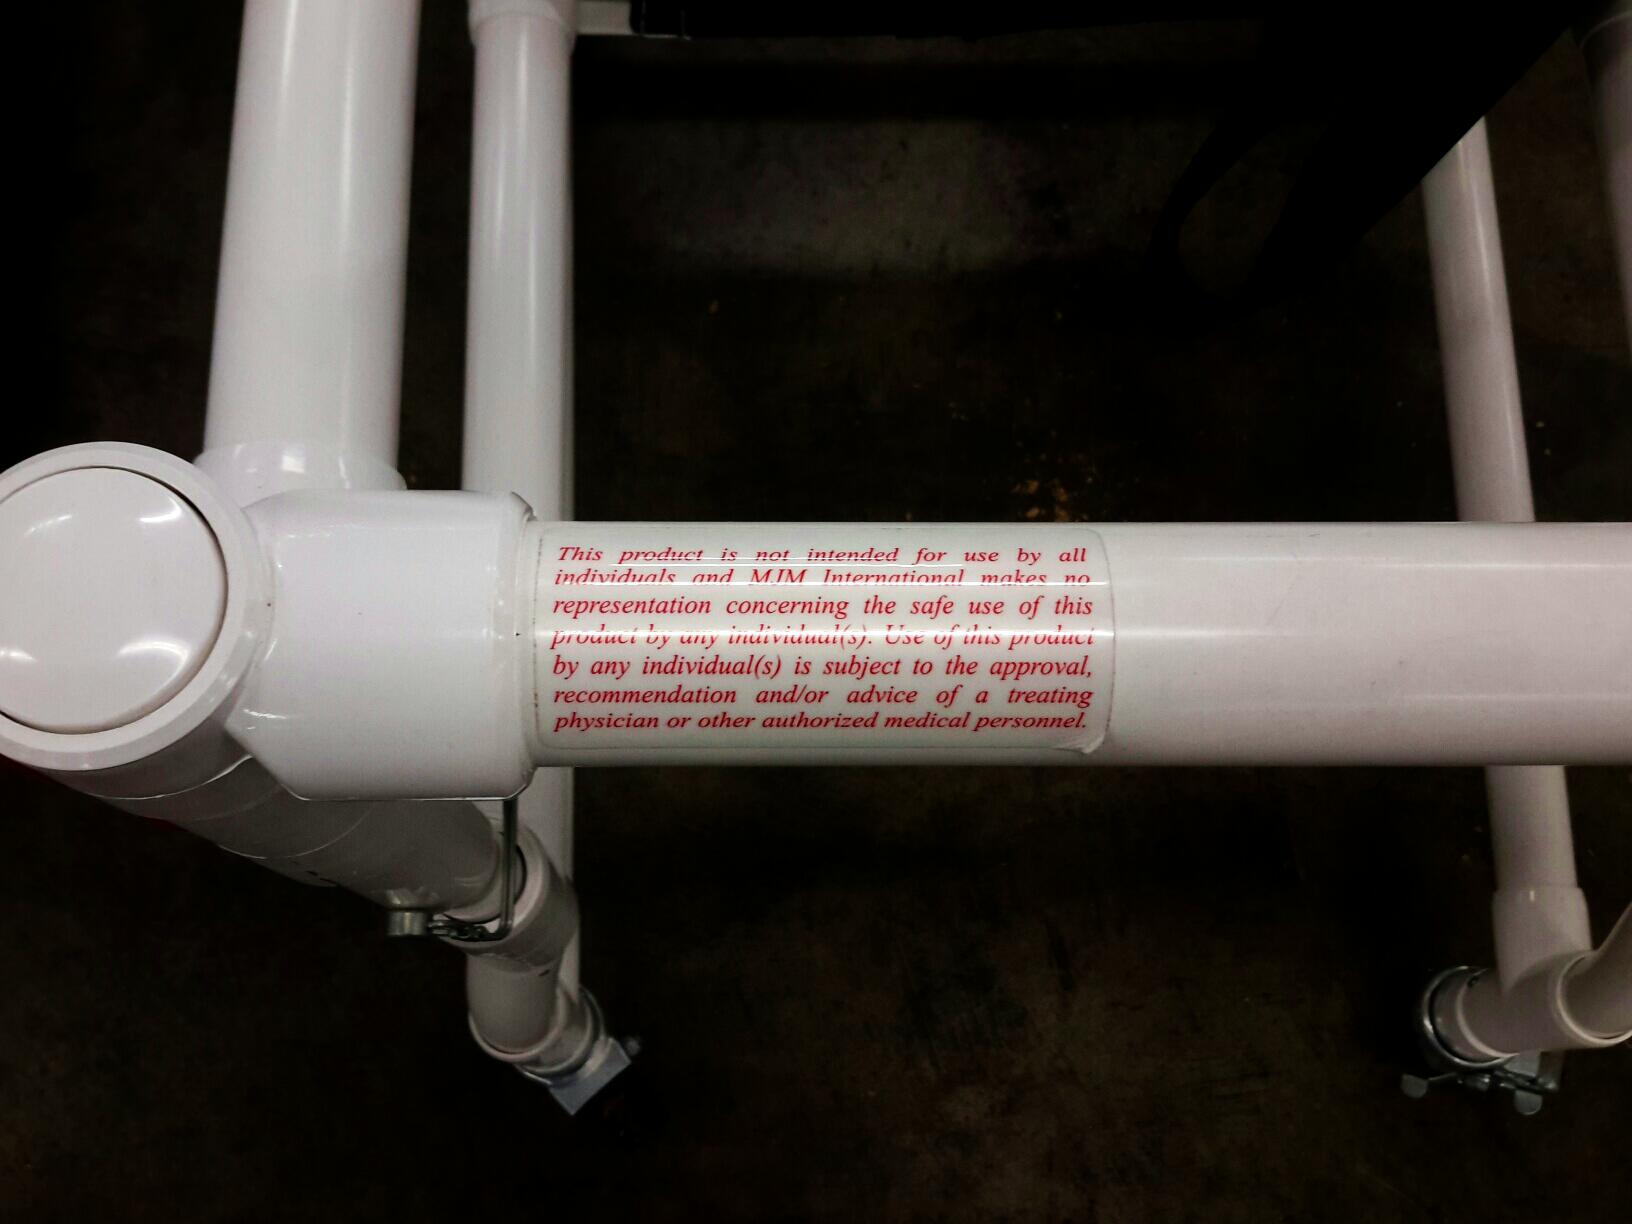 This product is not intended for use by all
individuals and MJM International makes no
representation concerning the safe use of this
product by any individual(s). Use of this product
by any individual(s) is subject to the approval,
recommendation and/or advice of a treating
physician or other authorized medical personnel.